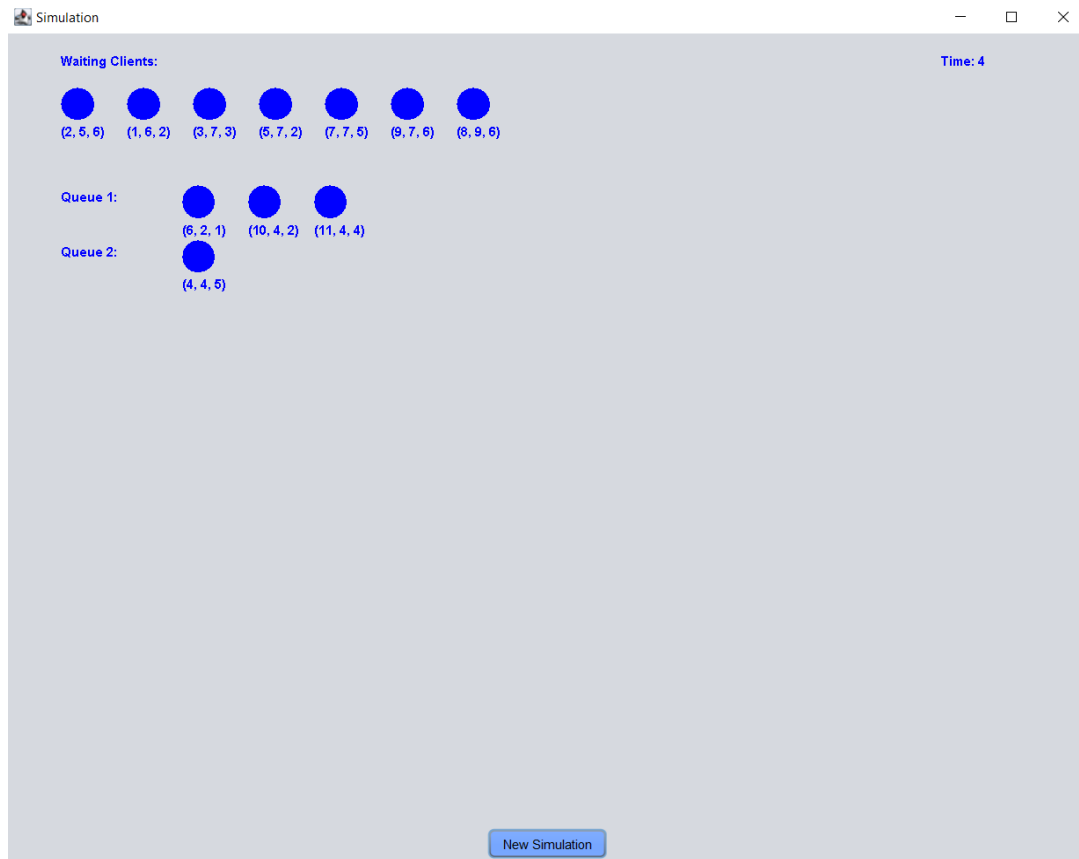 Simulation
Waiting Clients:
Time: 4
(2, 5, 6) (1, 6, 2) (3, 7, 3) (5, 7, 2) (7, 7, 5) (9, 7, 6) (8, 9, 6)
Queue 1:
(6, 2, 1) (10, 4, 2) (11, 4, 4)
Queue 2:
(4, 4, 5)
New Simulation